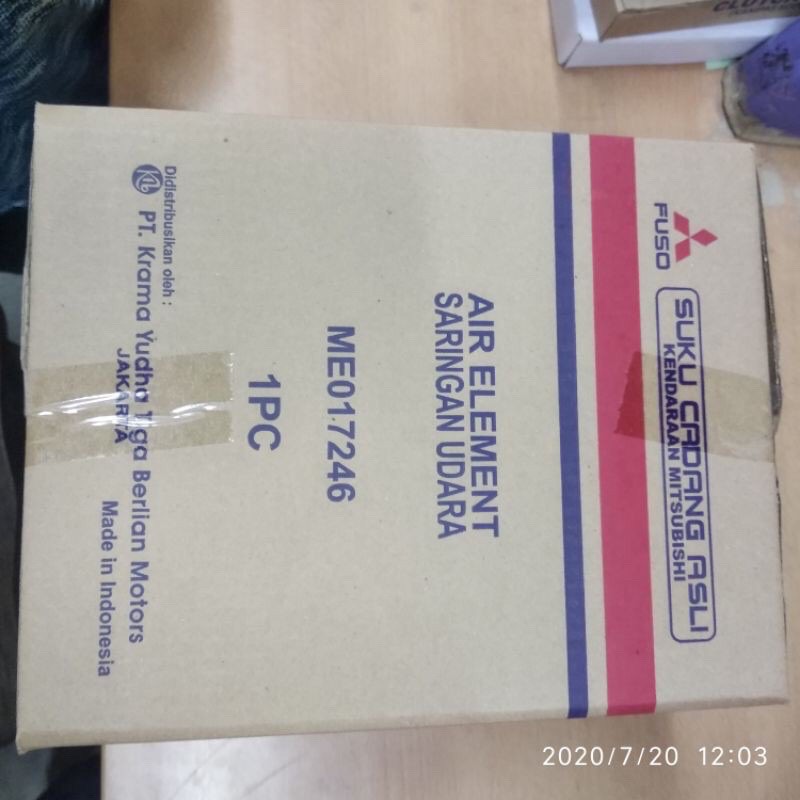 FUSO
SUKU CADANG ASLI
KENDARAAN MITSUBISHI
AIR ELEMENT
SARINGAN UDARA
ME017246
1PC
Didistribusikan oleh :
KTB PT. Krama Yudha Tiga Berlian Motors
JAKARTA
Made in Indonesia
2020/7/20 12:03